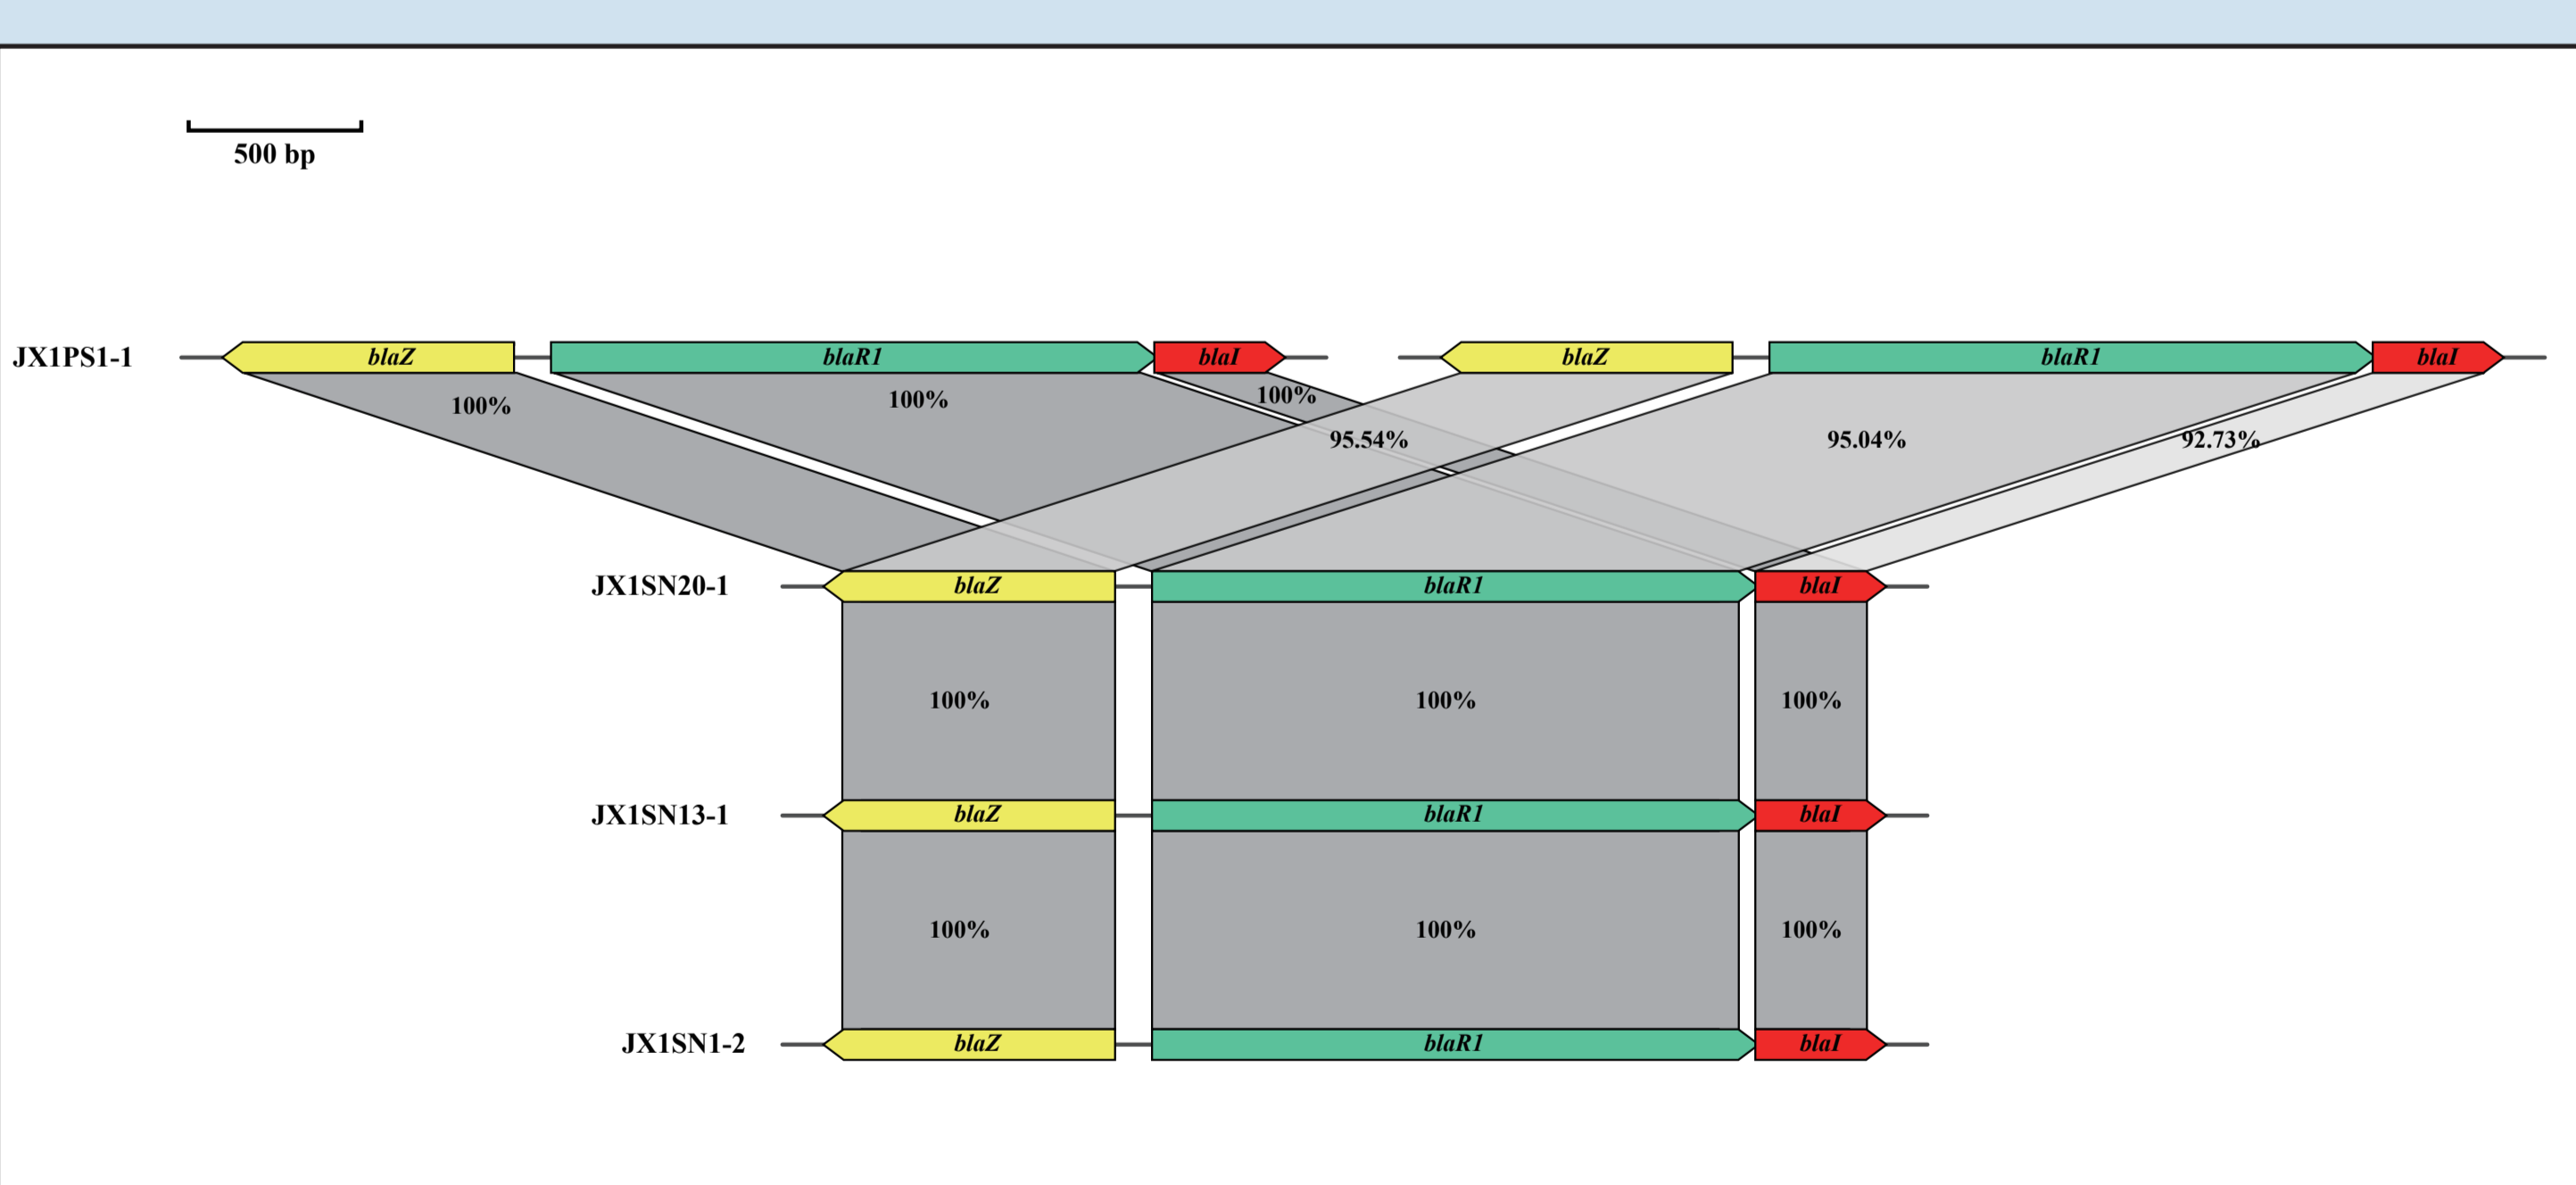 500 bp
JX1PS1-1 blaZ blaR1 blaI blaZ blaR1 blaI
100% 100% 100% 95.54% 95.04% 92.73%
JX1SN20-1 blaZ blaR1 blaI
100% 100% 100%
JX1SN13-1 blaZ blaR1 blaI
100% 100% 100%
JX1SN1-2 blaZ blaR1 blaI